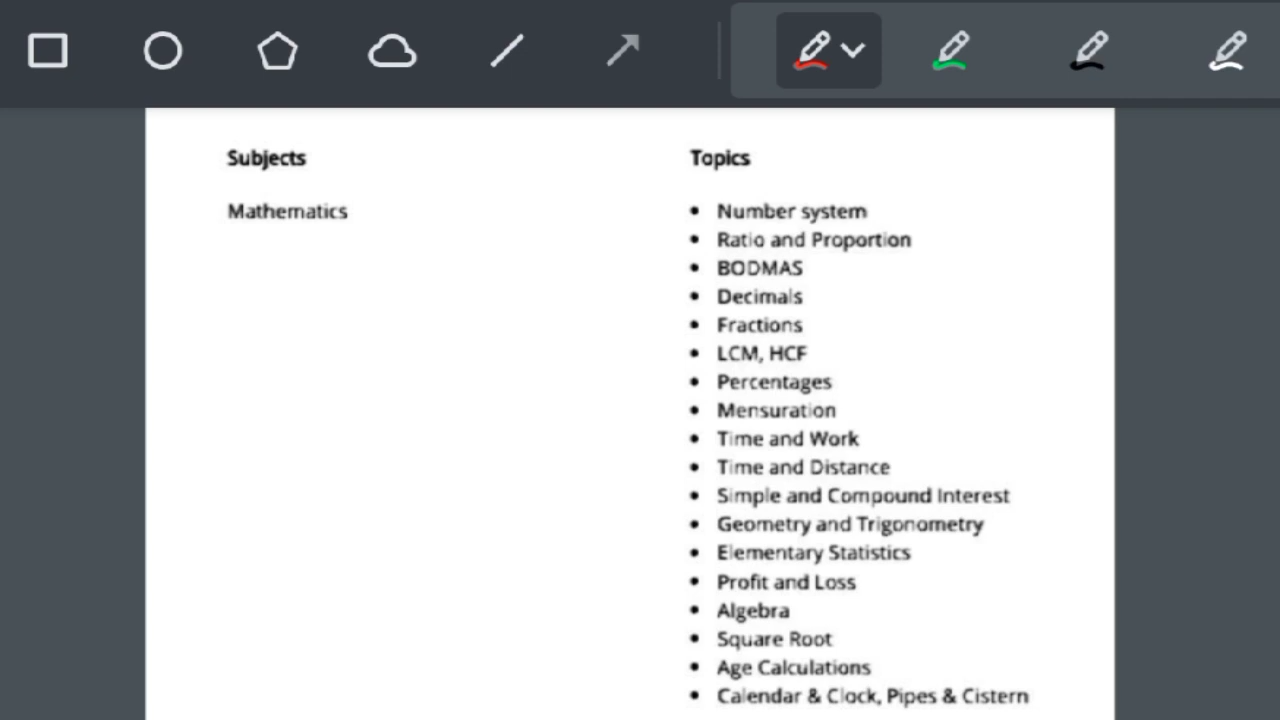 Subjects Topics
Mathematics • Number system
• Ratio and Proportion
• BODMAS
• Decimals
• Fractions
• LCM, HCF
• Percentages
• Mensuration
• Time and Work
• Time and Distance
• Simple and Compound Interest
• Geometry and Trigonometry
• Elementary Statistics
• Profit and Loss
• Algebra
• Square Root
• Age Calculations
• Calendar & Clock, Pipes & Cistern